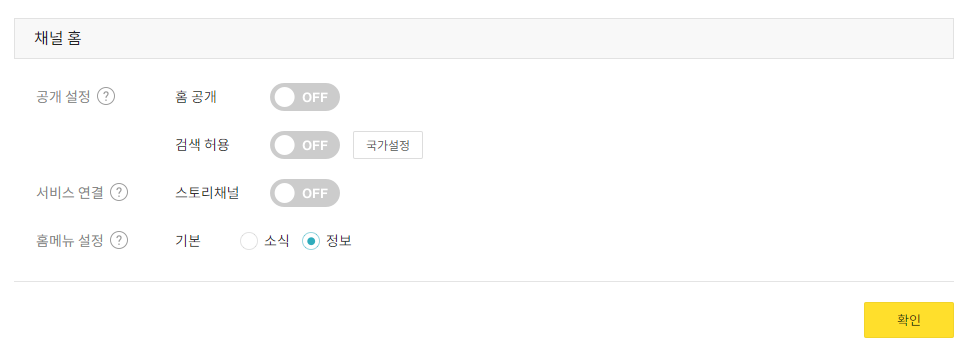 채널 홈
공개 설정 ? 홈 공개 OFF
검색 허용 OFF 국가설정
서비스 연결 ? 스토리채널 OFF
홈메뉴 설정 ? 기본 소식 정보
확인